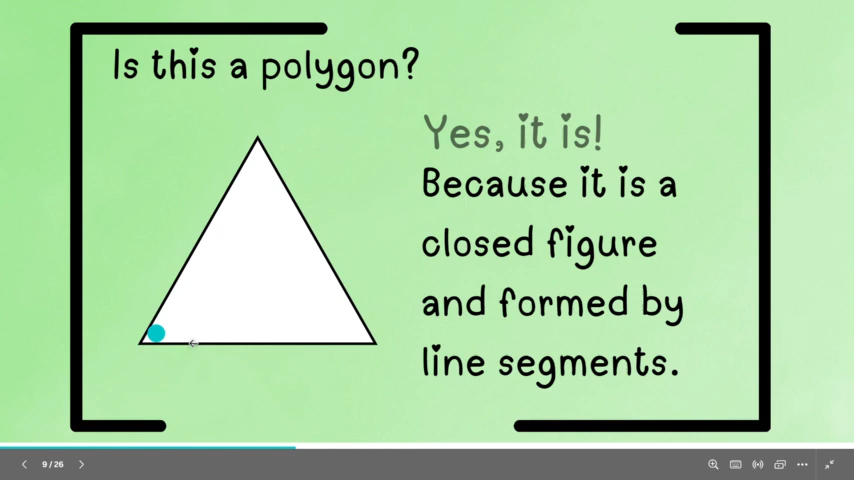 Is this a polygon?
Yes, it is!
Because it is a
closed figure
and formed by
line segments.
9 / 26